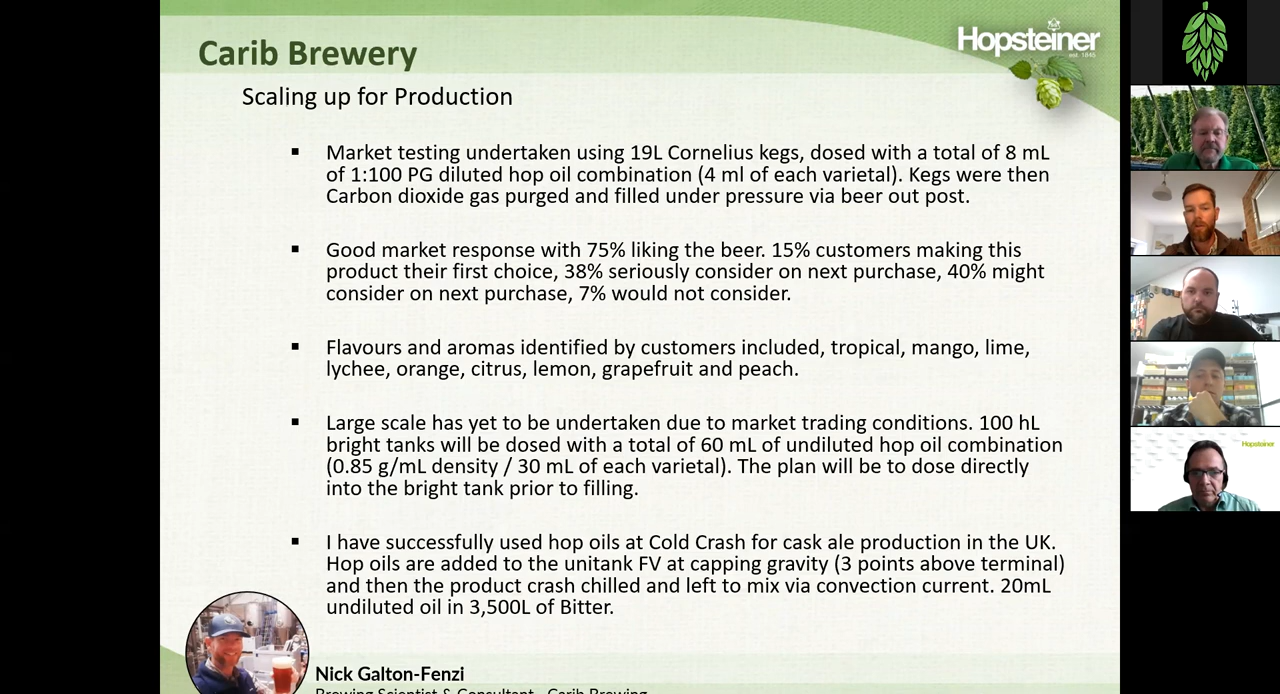 Carib Brewery
Hopsteiner
est. 1845
Scaling up for Production
▪ Market testing undertaken using 19L Cornelius kegs, dosed with a total of 8 mL
of 1:100 PG diluted hop oil combination (4 ml of each varietal). Kegs were then
Carbon dioxide gas purged and filled under pressure via beer out post.
▪ Good market response with 75% liking the beer. 15% customers making this
product their first choice, 38% seriously consider on next purchase, 40% might
consider on next purchase, 7% would not consider.
▪ Flavours and aromas identified by customers included, tropical, mango, lime,
lychee, orange, citrus, lemon, grapefruit and peach.
▪ Large scale has yet to be undertaken due to market trading conditions. 100 hL
bright tanks will be dosed with a total of 60 mL of undiluted hop oil combination
(0.85 g/mL density / 30 mL of each varietal). The plan will be to dose directly
into the bright tank prior to filling.
▪ I have successfully used hop oils at Cold Crash for cask ale production in the UK.
Hop oils are added to the unitank FV at capping gravity (3 points above terminal)
and then the product crash chilled and left to mix via convection current. 20mL
undiluted oil in 3,500L of Bitter.
Nick Galton-Fenzi
Brewing Scientist & Consultant - Carib Brewing
Hopsteiner